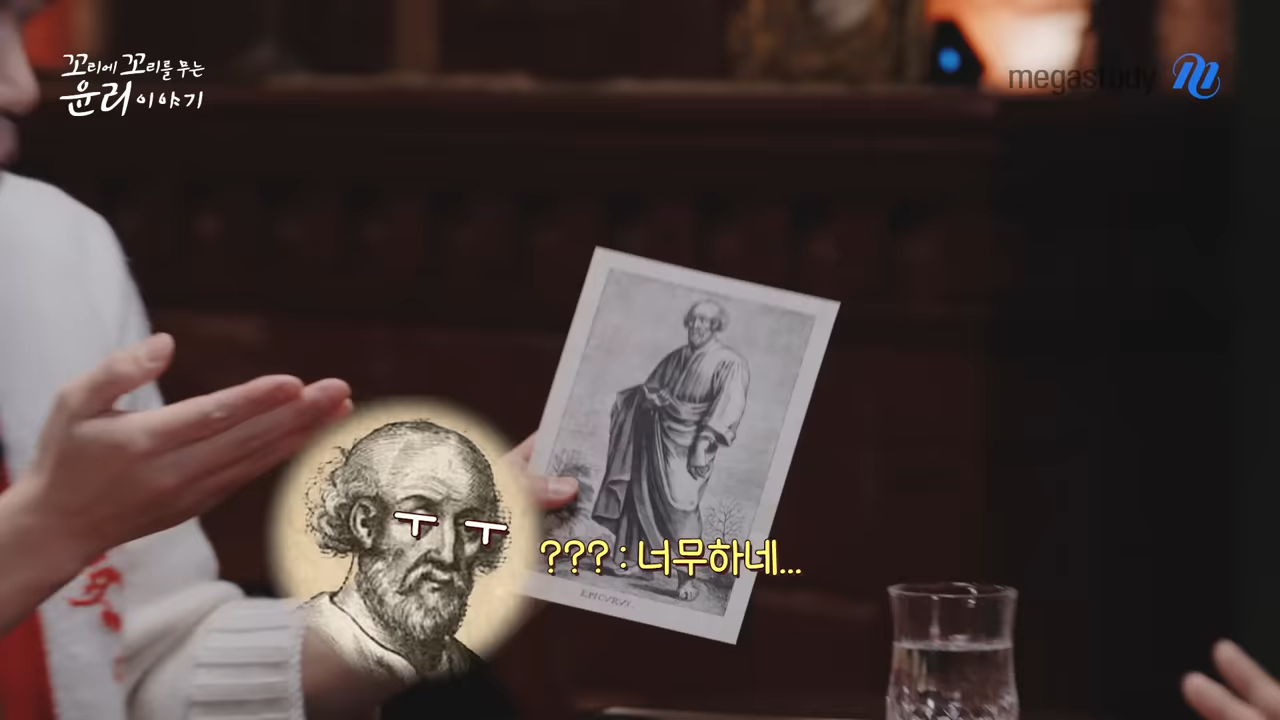 꼬리에 꼬리를 무는
윤리 이야기
megastudy
??? : 너무하네...